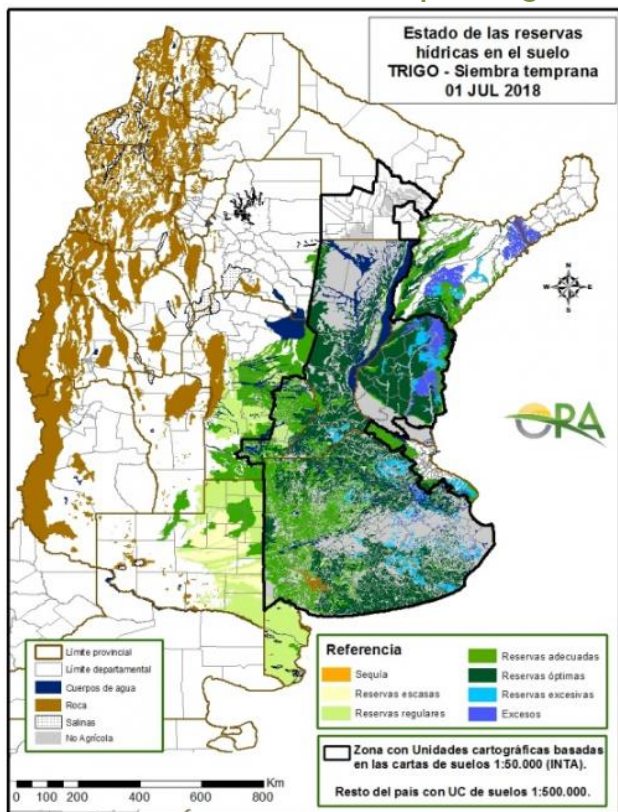 Estado de las reservas
hídricas en el suelo
TRIGO - Siembra temprana
01 JUL 2018
N
W E
S
ORA
Límite provincial
Límite departamental
Cuerpos de agua
Roca
Salinas
No Agrícola
Referencia
Sequía
Reservas escasas
Reservas regulares
Reservas adecuadas
Reservas óptimas
Reservas excesivas
Excesos
Zona con Unidades cartográficas basadas
en las cartas de suelos 1:50.000 (INTA).
Resto del país con UC de suelos 1:500.000.
Km
0 100 200 400 600 800